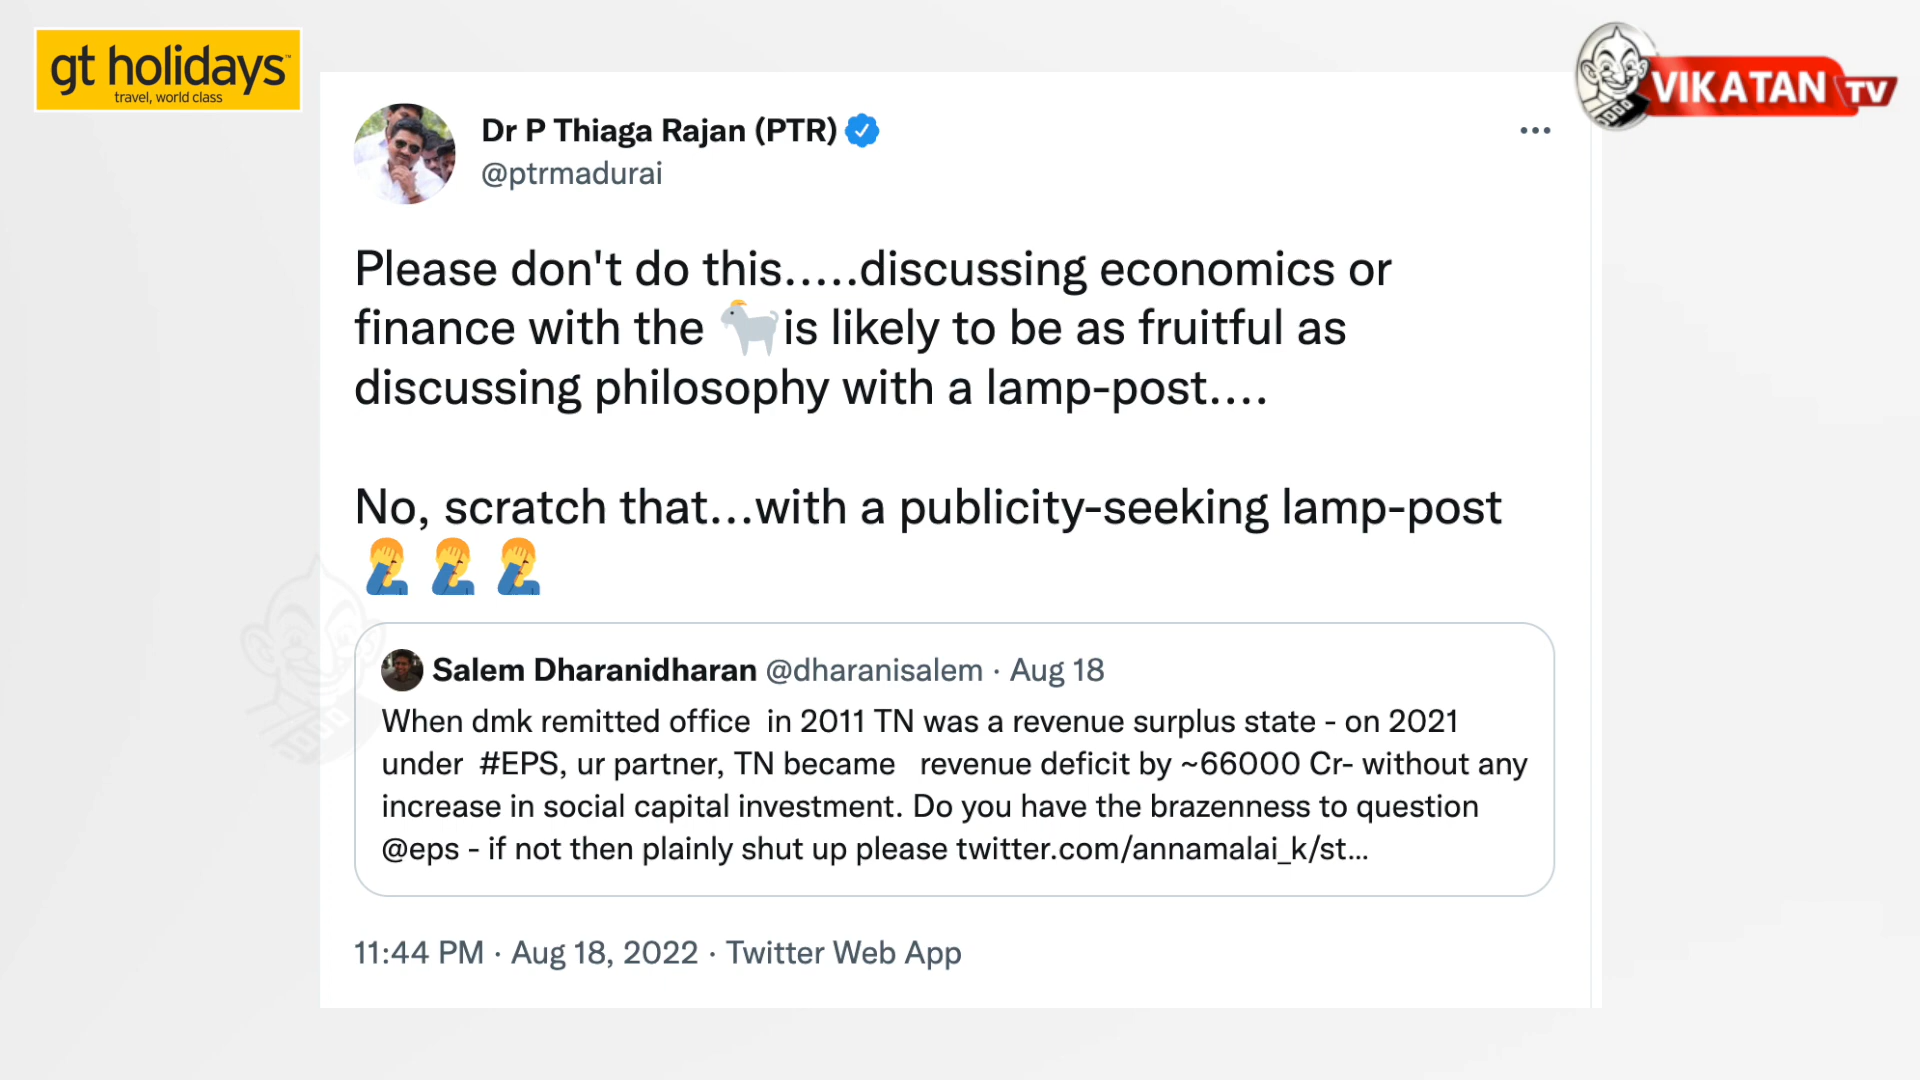 gt holidays
travel, world class
VIKATAN TV
Dr P Thiaga Rajan (PTR)
@ptrmadurai
Please don't do this.....discussing economics or
finance with the 🐐is likely to be as fruitful as
discussing philosophy with a lamp-post....
No, scratch that...with a publicity-seeking lamp-post
🤦‍♂️ 🤦‍♂️ 🤦‍♂️
Salem Dharanidharan @dharanisalem · Aug 18
When dmk remitted office  in 2011 TN was a revenue surplus state - on 2021
under  #EPS, ur partner, TN became   revenue deficit by ~66000 Cr- without any
increase in social capital investment. Do you have the brazenness to question
@eps - if not then plainly shut up please twitter.com/annamalai_k/st...
11:44 PM · Aug 18, 2022 · Twitter Web App